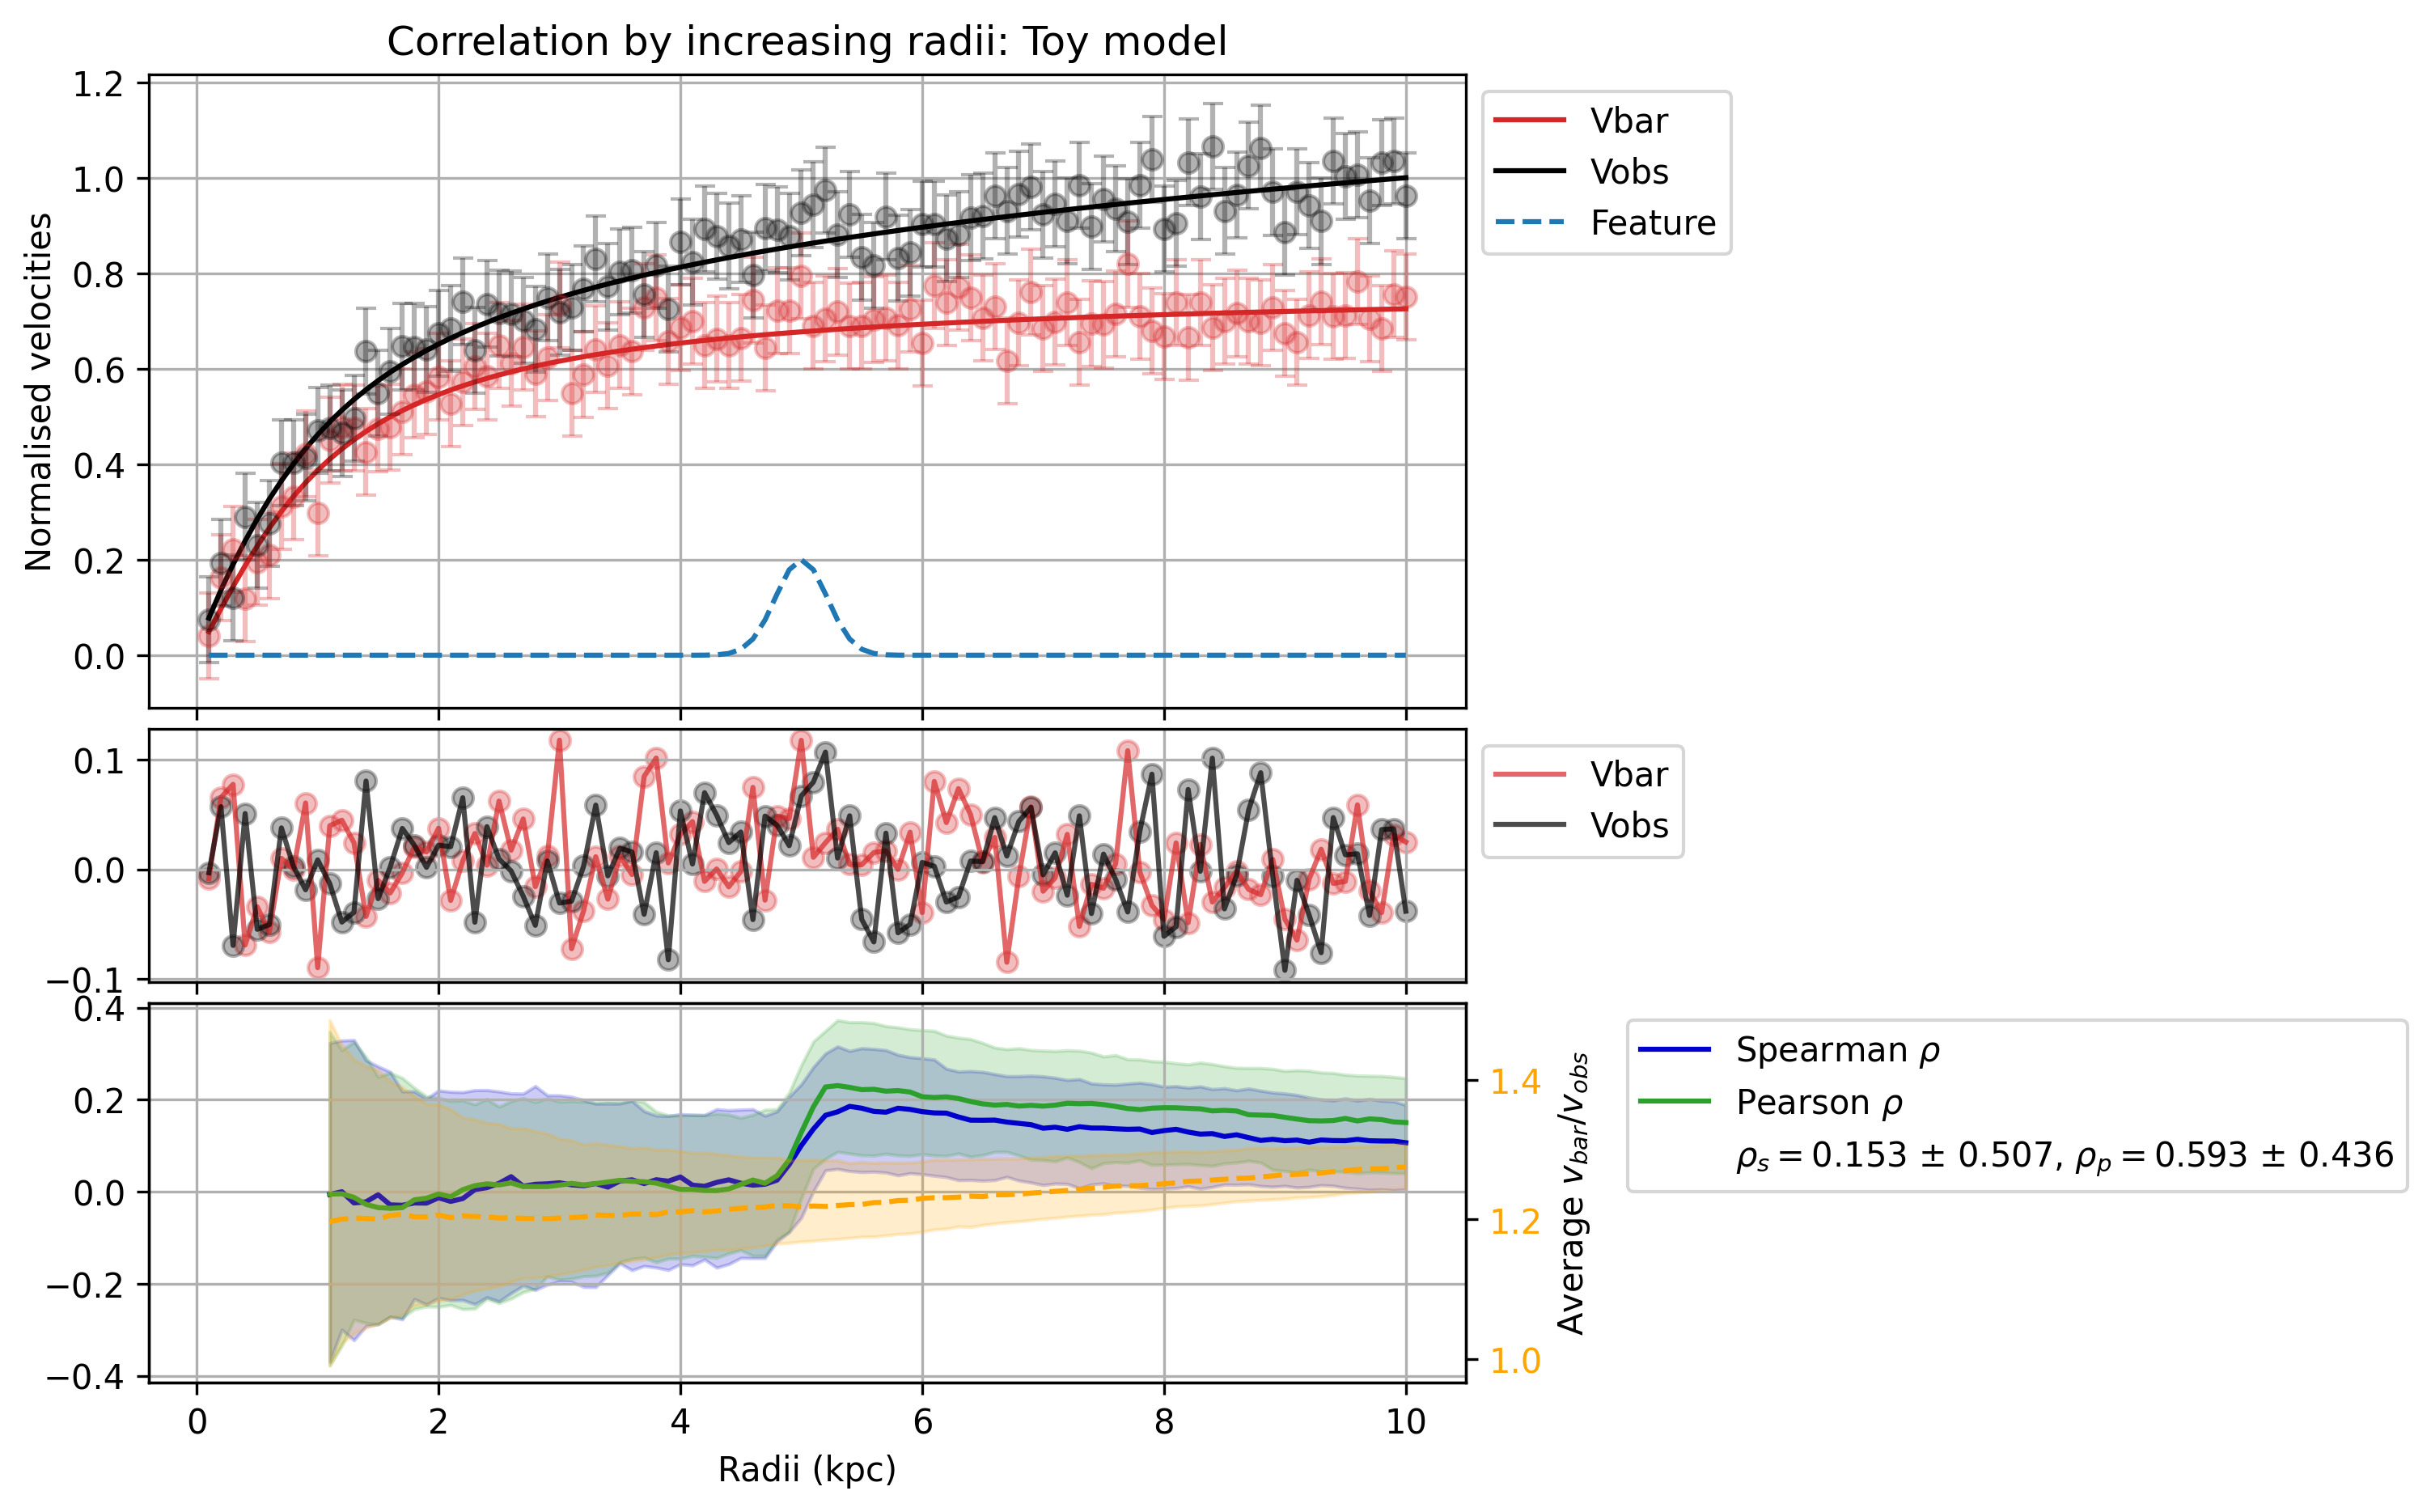 Correlation by increasing radii: Toy model
Normalised velocities
1.2
1.0
0.8
0.6
0.4
0.2
0.0
Vbar
Vobs
Feature
0.1
0.0
−0.1
Vbar
Vobs
0.4
0.2
0.0
−0.2
−0.4
1.4
1.2
1.0
Average v_bar/v_obs
Spearman ρ
Pearson ρ
ρ_s = 0.153 ± 0.507, ρ_p = 0.593 ± 0.436
0 2 4 6 8 10
Radii (kpc)